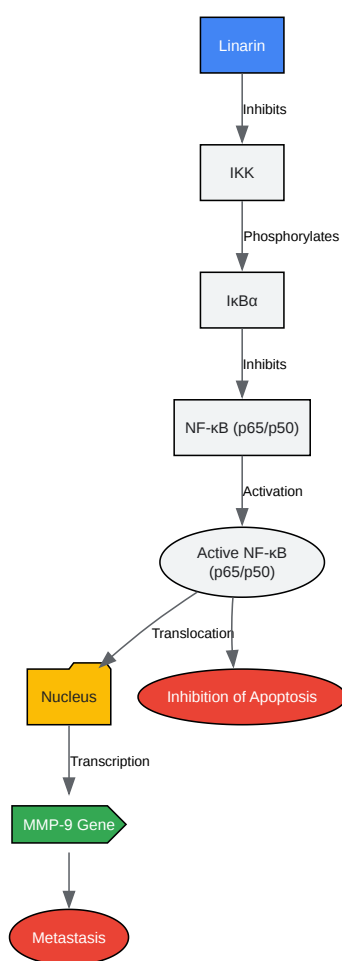 Linarin
Inhibits
IKK
Phosphorylates
IκBα
Inhibits
NF-κB (p65/p50)
Activation
Active NF-κB
(p65/p50)
Translocation
Nucleus
Inhibition of Apoptosis
Transcription
MMP-9 Gene
Metastasis